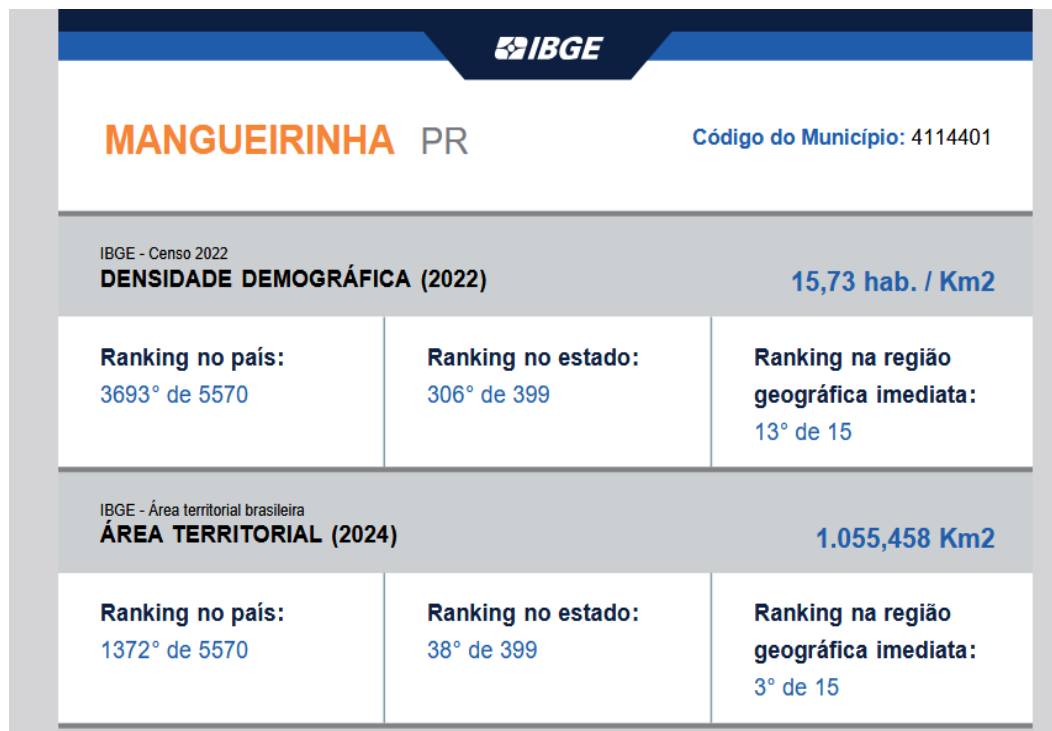 IBGE
MANGUEIRINHA PR
Código do Município: 4114401
IBGE - Censo 2022
DENSIDADE DEMOGRÁFICA (2022)
15,73 hab. / Km2
Ranking no país:
3693° de 5570
Ranking no estado:
306° de 399
Ranking na região
geográfica imediata:
13° de 15
IBGE - Área territorial brasileira
ÁREA TERRITORIAL (2024)
1.055,458 Km2
Ranking no país:
1372° de 5570
Ranking no estado:
38° de 399
Ranking na região
geográfica imediata:
3° de 15